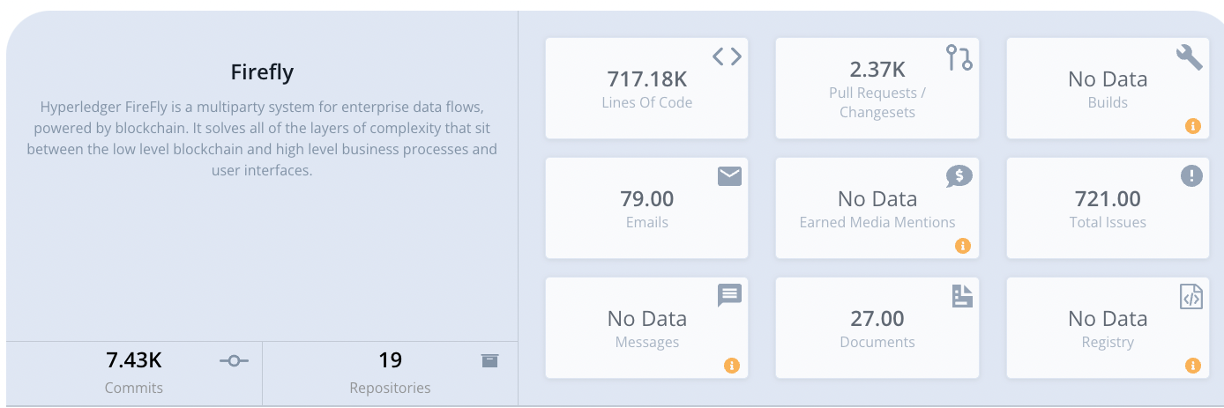 Firefly
Hyperledger FireFly is a multiparty system for enterprise data flows,
powered by blockchain. It solves all of the layers of complexity that sit
between the low level blockchain and high level business processes and
user interfaces.
7.43K
Commits
19
Repositories
717.18K
Lines Of Code
2.37K
Pull Requests /
Changesets
No Data
Builds
79.00
Emails
No Data
Earned Media Mentions
721.00
Total Issues
No Data
Messages
27.00
Documents
No Data
Registry